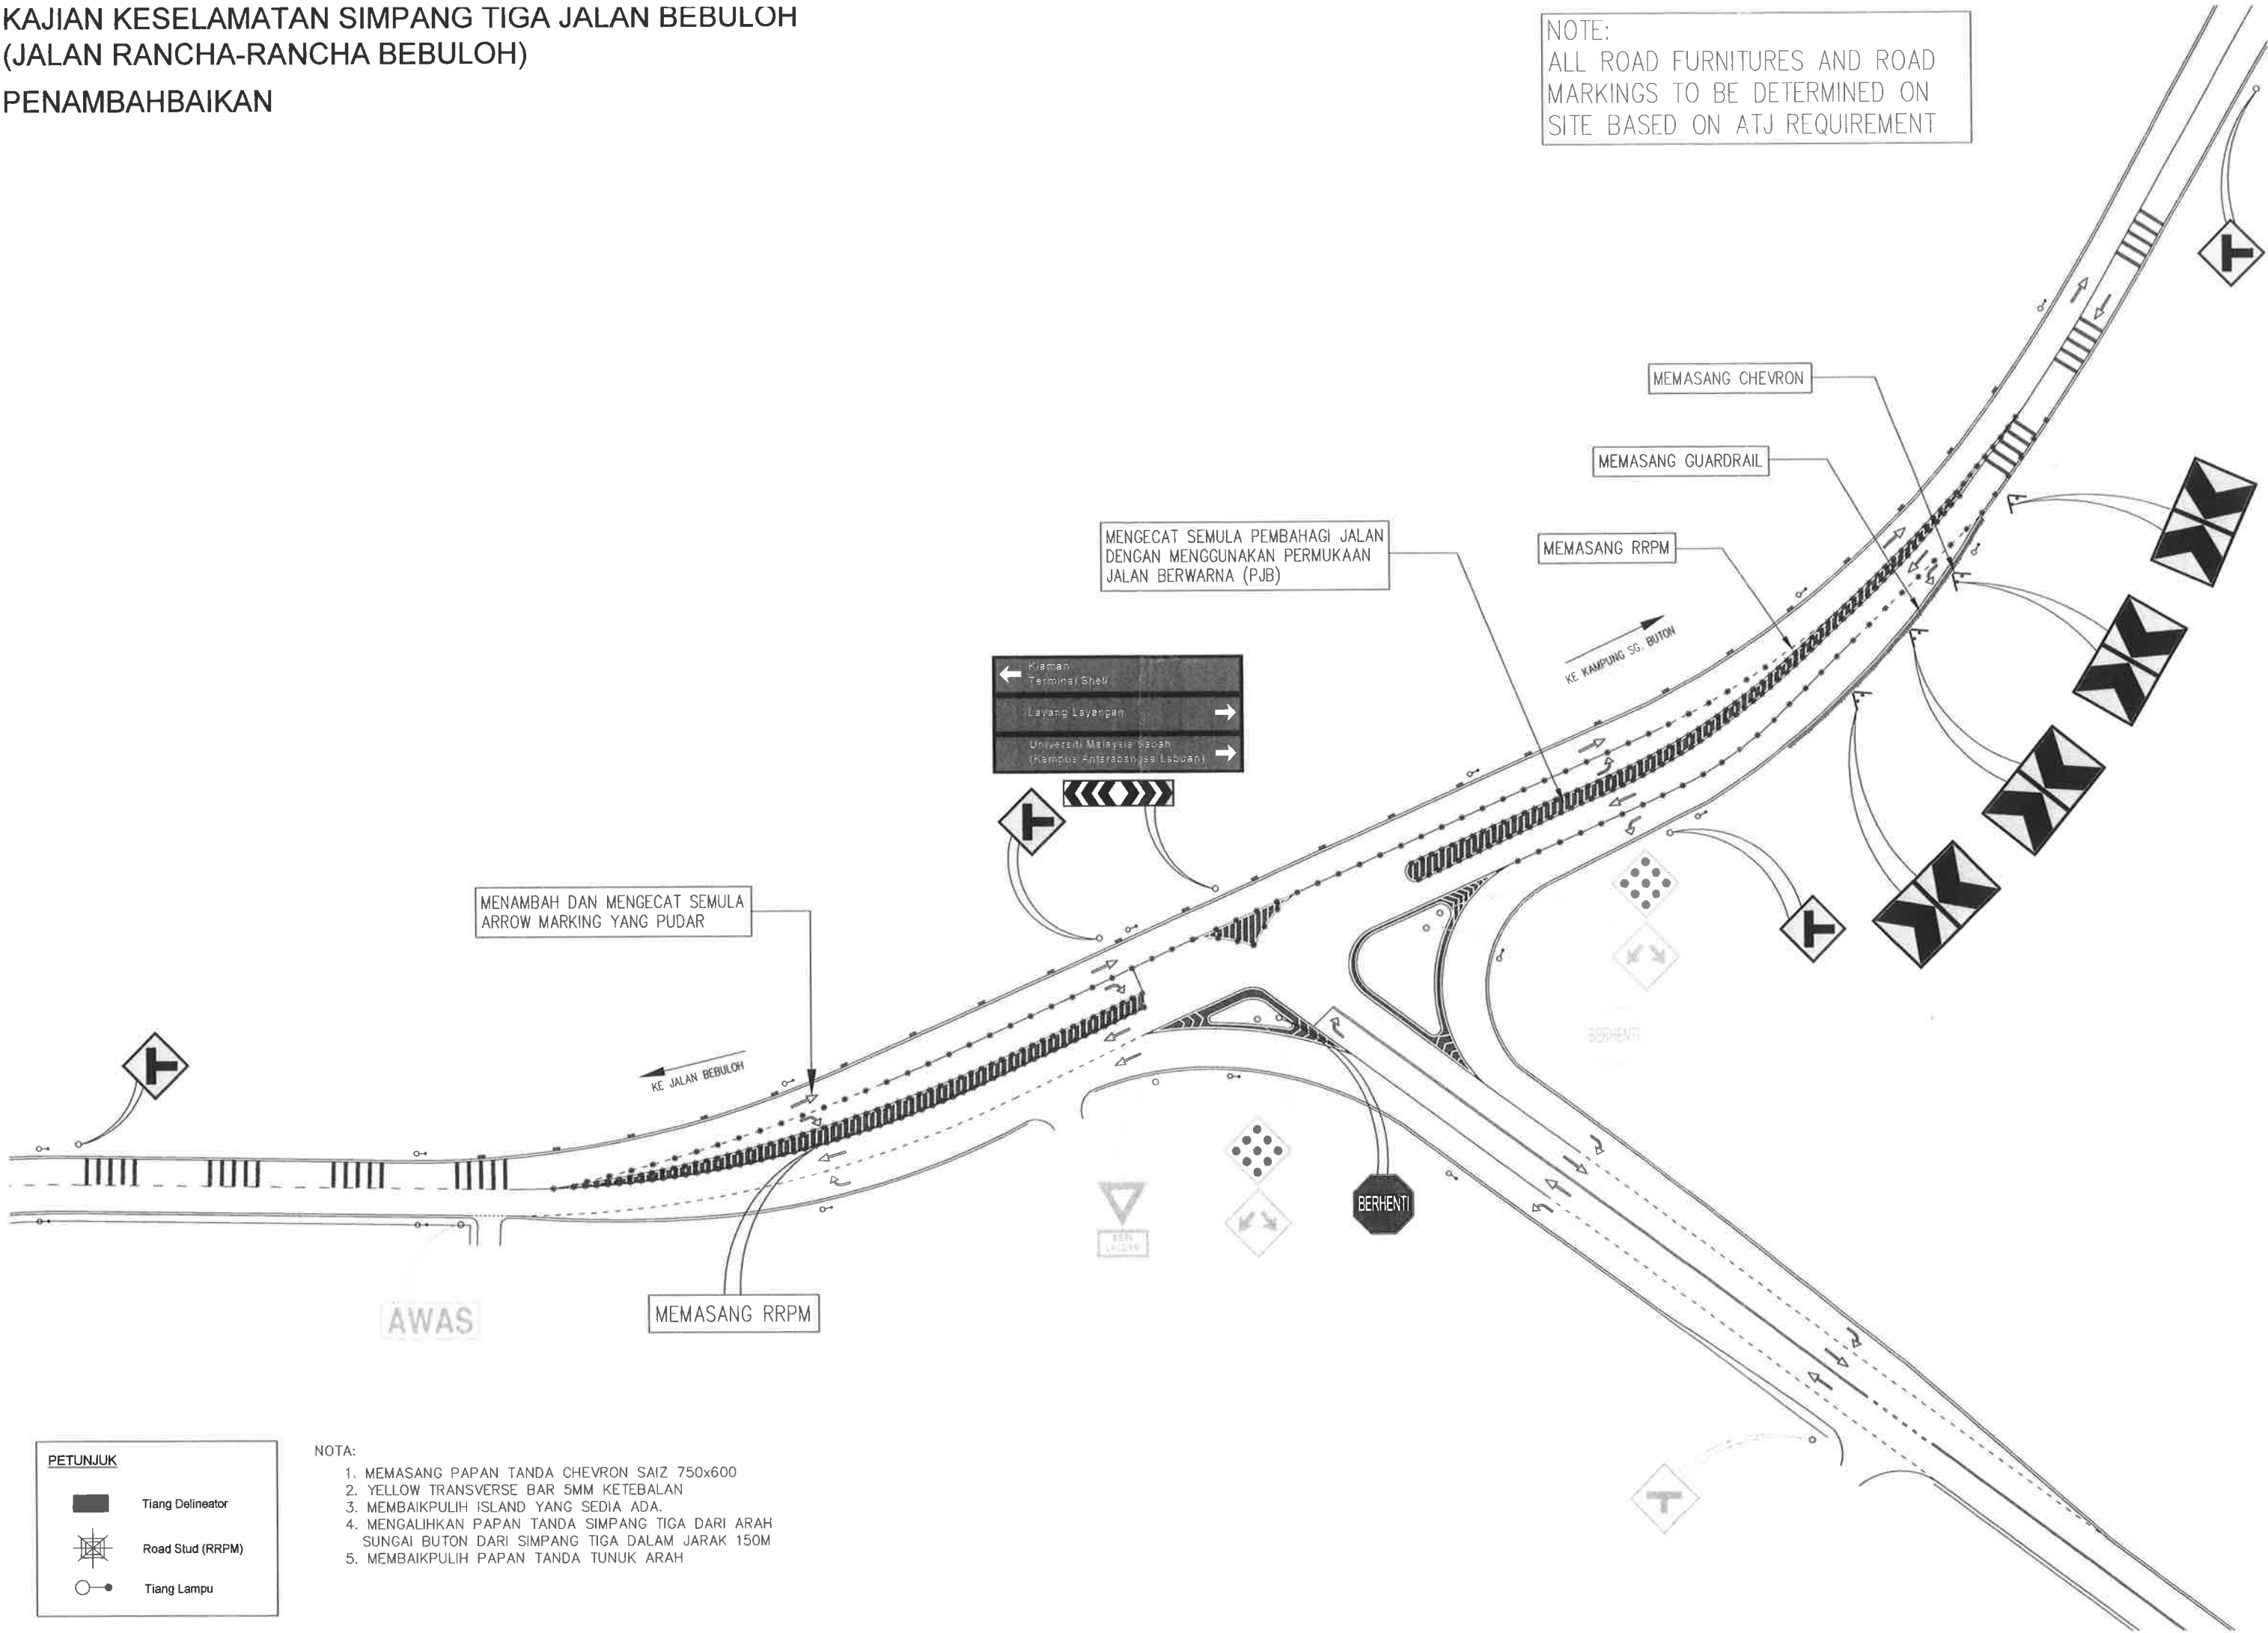 KAJIAN KESELAMATAN SIMPANG TIGA JALAN BEBULOH
(JALAN RANCHA-RANCHA BEBULOH)
PENAMBAHBAIKAN
NOTE:
ALL ROAD FURNITURES AND ROAD
MARKINGS TO BE DETERMINED ON
SITE BASED ON ATJ REQUIREMENT
MEMASANG CHEVRON
MEMASANG GUARDRAIL
MEMASANG RRPM
MENGECAT SEMULA PEMBAHAGI JALAN
DENGAN MENGGUNAKAN PERMUKAAN
JALAN BERWARNA (PJB)
KE KAMPUNG SG. BUTON
Kiaman
Terminal Shell
Layang Layangan
Universiti Malaysia Sabah
(Kampus Antarabangsa Labuan)
MENAMBAH DAN MENGECAT SEMULA
ARROW MARKING YANG PUDAR
KE JALAN BEBULOH
BERHENTI
BERHENTI
BERI
LALUAN
AWAS
MEMASANG RRPM
PETUNJUK
Tiang Delineator
Road Stud (RRPM)
Tiang Lampu
NOTA:
1. MEMASANG PAPAN TANDA CHEVRON SAIZ 750x600
2. YELLOW TRANSVERSE BAR 5MM KETEBALAN
3. MEMBAIKPULIH ISLAND YANG SEDIA ADA.
4. MENGALIHKAN PAPAN TANDA SIMPANG TIGA DARI ARAH
SUNGAI BUTON DARI SIMPANG TIGA DALAM JARAK 150M
5. MEMBAIKPULIH PAPAN TANDA TUNUK ARAH